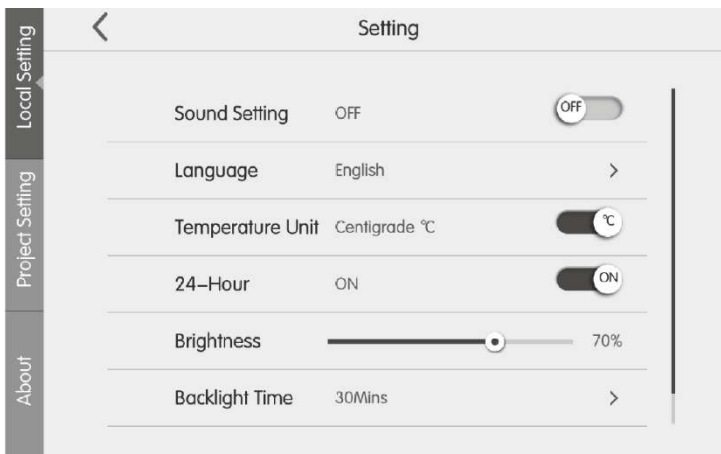 Setting
Local Setting
Project Setting
About
Sound Setting OFF OFF
Language English
Temperature Unit Centigrade ℃ ℃
24-Hour ON ON
Brightness 70%
Backlight Time 30Mins